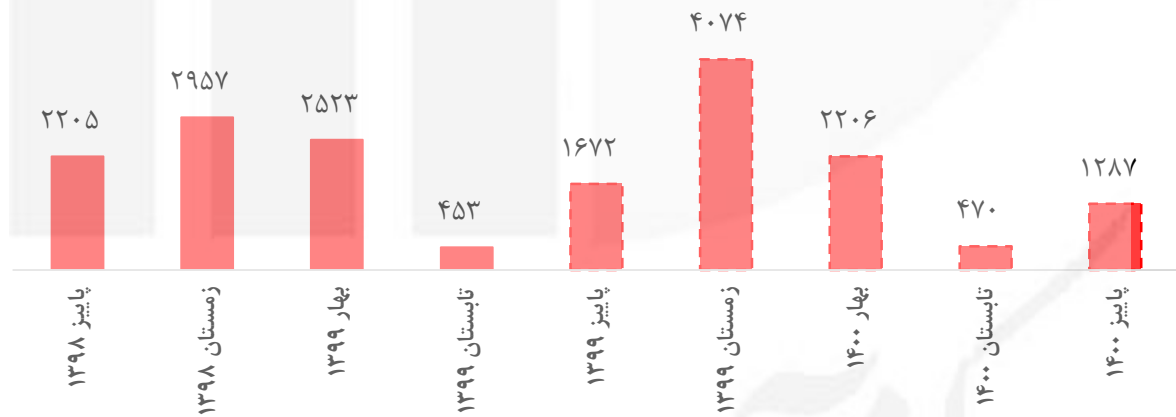 ۲۲۰۵
۲۹۵۷
۲۵۲۳
۴۵۳
۱۶۷۲
۴۰۷۴
۲۲۰۶
۴۷۰
۱۲۸۷
پاییز ۱۳۹۸
زمستان ۱۳۹۸
بهار ۱۳۹۹
تابستان ۱۳۹۹
پاییز ۱۳۹۹
زمستان ۱۳۹۹
بهار ۱۴۰۰
تابستان ۱۴۰۰
پاییز ۱۴۰۰